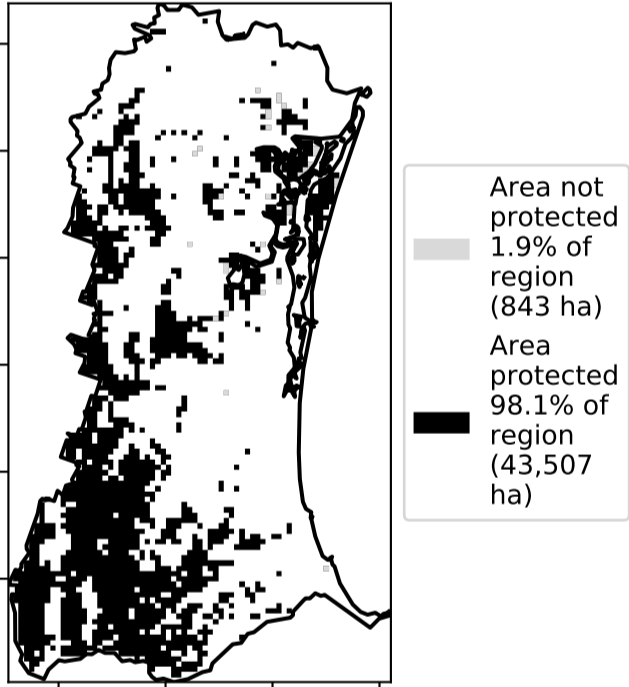 Area not
protected
1.9% of
region
(843 ha)
Area
protected
98.1% of
region
(43,507
ha)